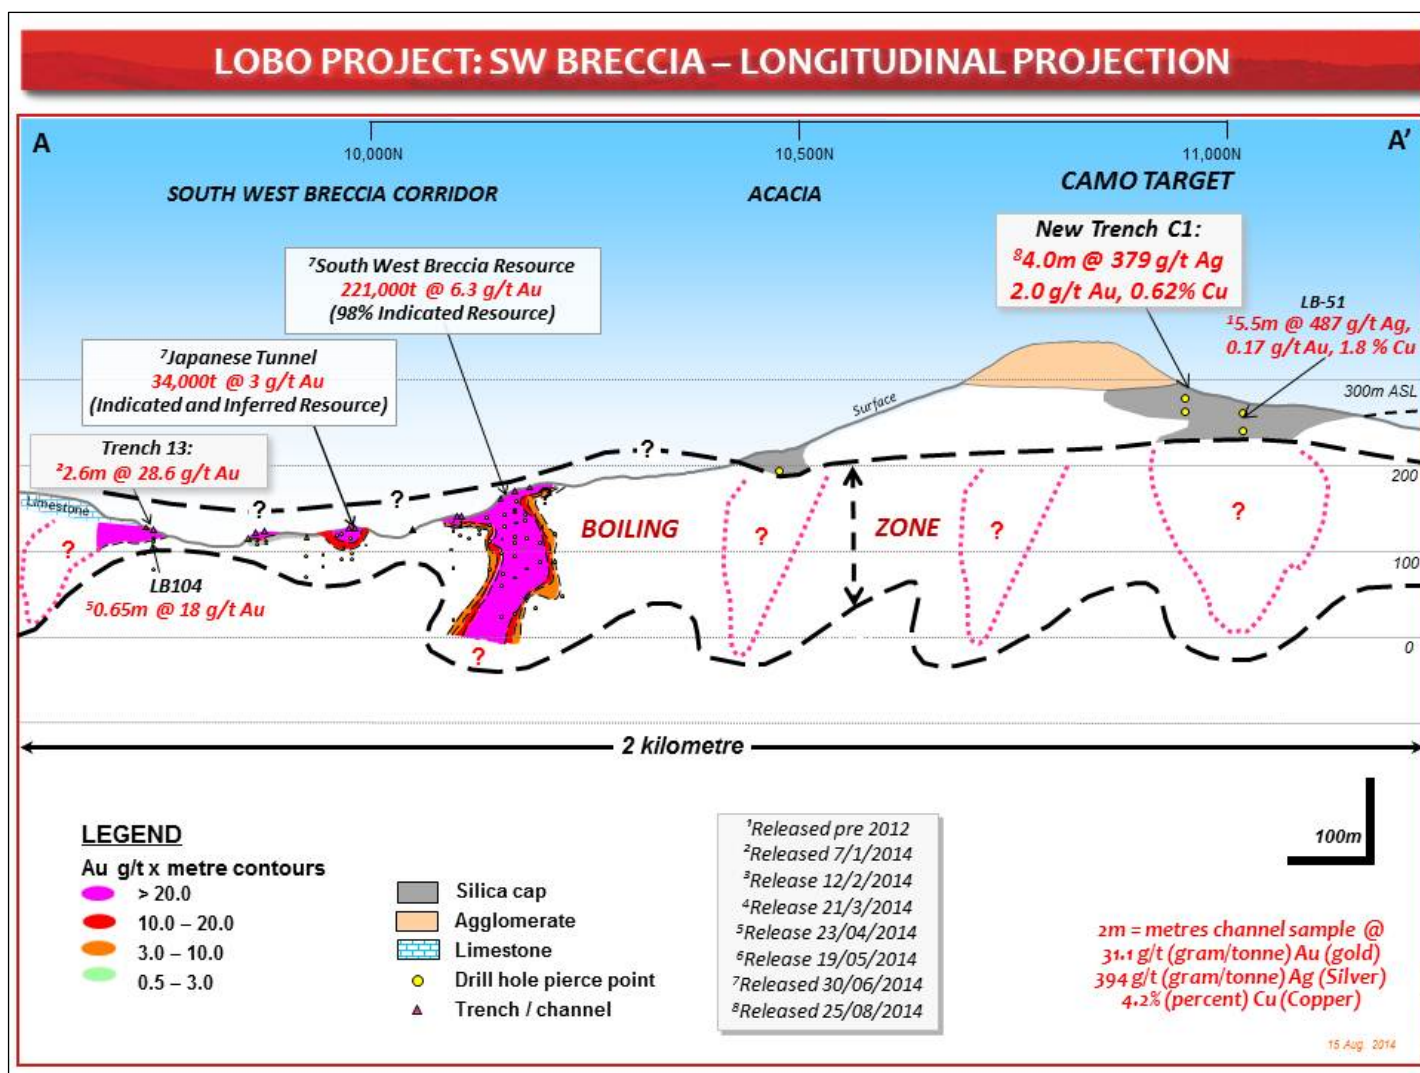 LOBO PROJECT: SW BRECCIA – LONGITUDINAL PROJECTION
A
A'
10,000N
10,500N
11,000N
SOUTH WEST BRECCIA CORRIDOR
ACACIA
CAMO TARGET
New Trench C1:
⁸4.0m @ 379 g/t Ag
2.0 g/t Au, 0.62% Cu
⁷South West Breccia Resource
221,000t @ 6.3 g/t Au
(98% Indicated Resource)
LB-51
¹5.5m @ 487 g/t Ag,
0.17 g/t Au, 1.8 % Cu
⁷Japanese Tunnel
34,000t @ 3 g/t Au
(Indicated and Inferred Resource)
300m ASL
Surface
Trench 13:
²2.6m @ 28.6 g/t Au
?
200
?
?
Limestone
BOILING
ZONE
?
?
?
?
100
LB104
⁵0.65m @ 18 g/t Au
?
0
2 kilometre
100m
LEGEND
Au g/t x metre contours
> 20.0
10.0 – 20.0
3.0 – 10.0
0.5 – 3.0
Silica cap
Agglomerate
Limestone
Drill hole pierce point
Trench / channel
¹Released pre 2012
²Released 7/1/2014
³Release 12/2/2014
⁴Release 21/3/2014
⁵Release 23/04/2014
⁶Release 19/05/2014
⁷Released 30/06/2014
⁸Released 25/08/2014
2m = metres channel sample @
31.1 g/t (gram/tonne) Au (gold)
394 g/t (gram/tonne) Ag (Silver)
4.2% (percent) Cu (Copper)
15 Aug. 2014